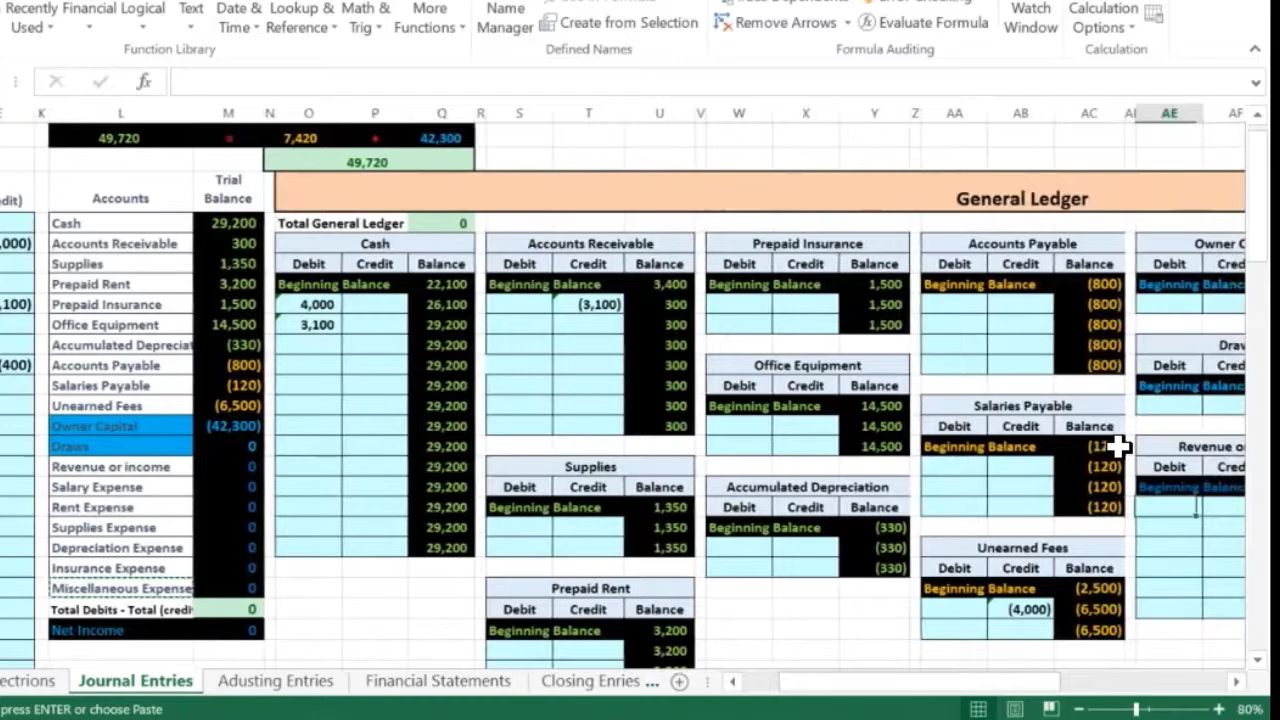 Recently Financial Logical Text Date & Lookup & Math & More Name Create from Selection Remove Arrows Evaluate Formula Watch Calculation
Used Time Reference Trig Functions Manager Window Options
Function Library Defined Names Formula Auditing Calculation
fx
K L M N O P Q R S T U V W X Y Z AA AB AC AE AF
49,720 = 7,420 + 42,300
49,720
Accounts Trial Balance General Ledger
Cash 29,200 Total General Ledger 0
Accounts Receivable 300 Cash Accounts Receivable Prepaid Insurance Accounts Payable
Supplies 1,350 Debit Credit Balance Debit Credit Balance Debit Credit Balance Debit Credit Balance Debit
Prepaid Rent 3,200 Beginning Balance 22,100 Beginning Balance 3,400 Beginning Balance 1,500 Beginning Balance (800)
Prepaid Insurance 1,500 4,000 26,100 (3,100) 300 1,500 (800)
Office Equipment 14,500 3,100 29,200 300 1,500 (800)
Accumulated Depreciat (330) 29,200 300 (800)
Accounts Payable (800) 29,200 300 Office Equipment (800)
Salaries Payable (120) 29,200 300 Debit Credit Balance Debit
Unearned Fees (6,500) 29,200 300 Beginning Balance 14,500 Salaries Payable
Owner Capital (42,300) 29,200 300 14,500 Debit Credit Balance
Draws 0 29,200 14,500 Beginning Balance Revenue
Revenue or income 0 29,200 Supplies (120) Debit
Salary Expense 0 29,200 Debit Credit Balance Accumulated Depreciation (120)
Rent Expense 0 29,200 Beginning Balance 1,350 Debit Credit Balance (120)
Supplies Expense 0 29,200 1,350 Beginning Balance (330)
Depreciation Expense 0 29,200 1,350 (330) Unearned Fees
Insurance Expense 0 (330) Debit Credit Balance
Miscellaneous Expense 0 Prepaid Rent Beginning Balance (2,500)
Total Debits - Total (credi 0 Debit Credit Balance (4,000) (6,500)
Net Income 0 Beginning Balance 3,200 (6,500)
3,200
Journal Entries Adusting Entries Financial Statements Closing Enries ...
press ENTER or choose Paste 80%